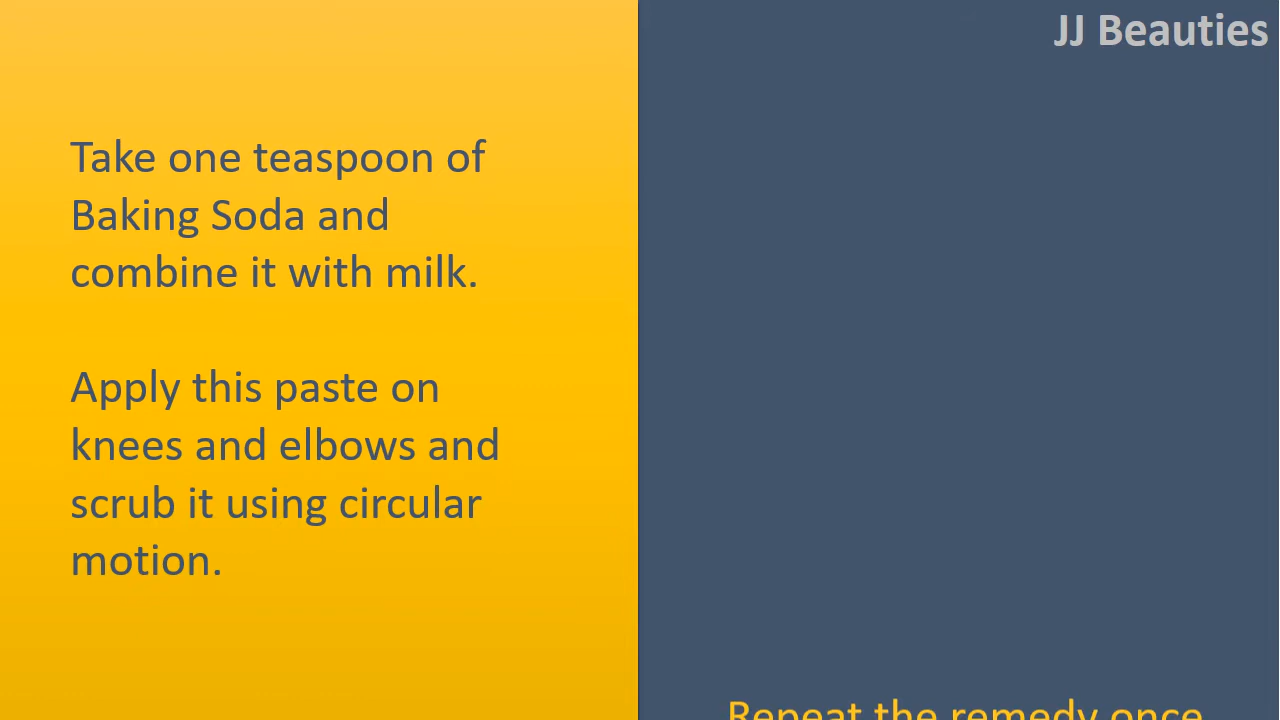 JJ Beauties
Take one teaspoon of
Baking Soda and
combine it with milk.
Apply this paste on
knees and elbows and
scrub it using circular
motion.
Repeat the remedy once